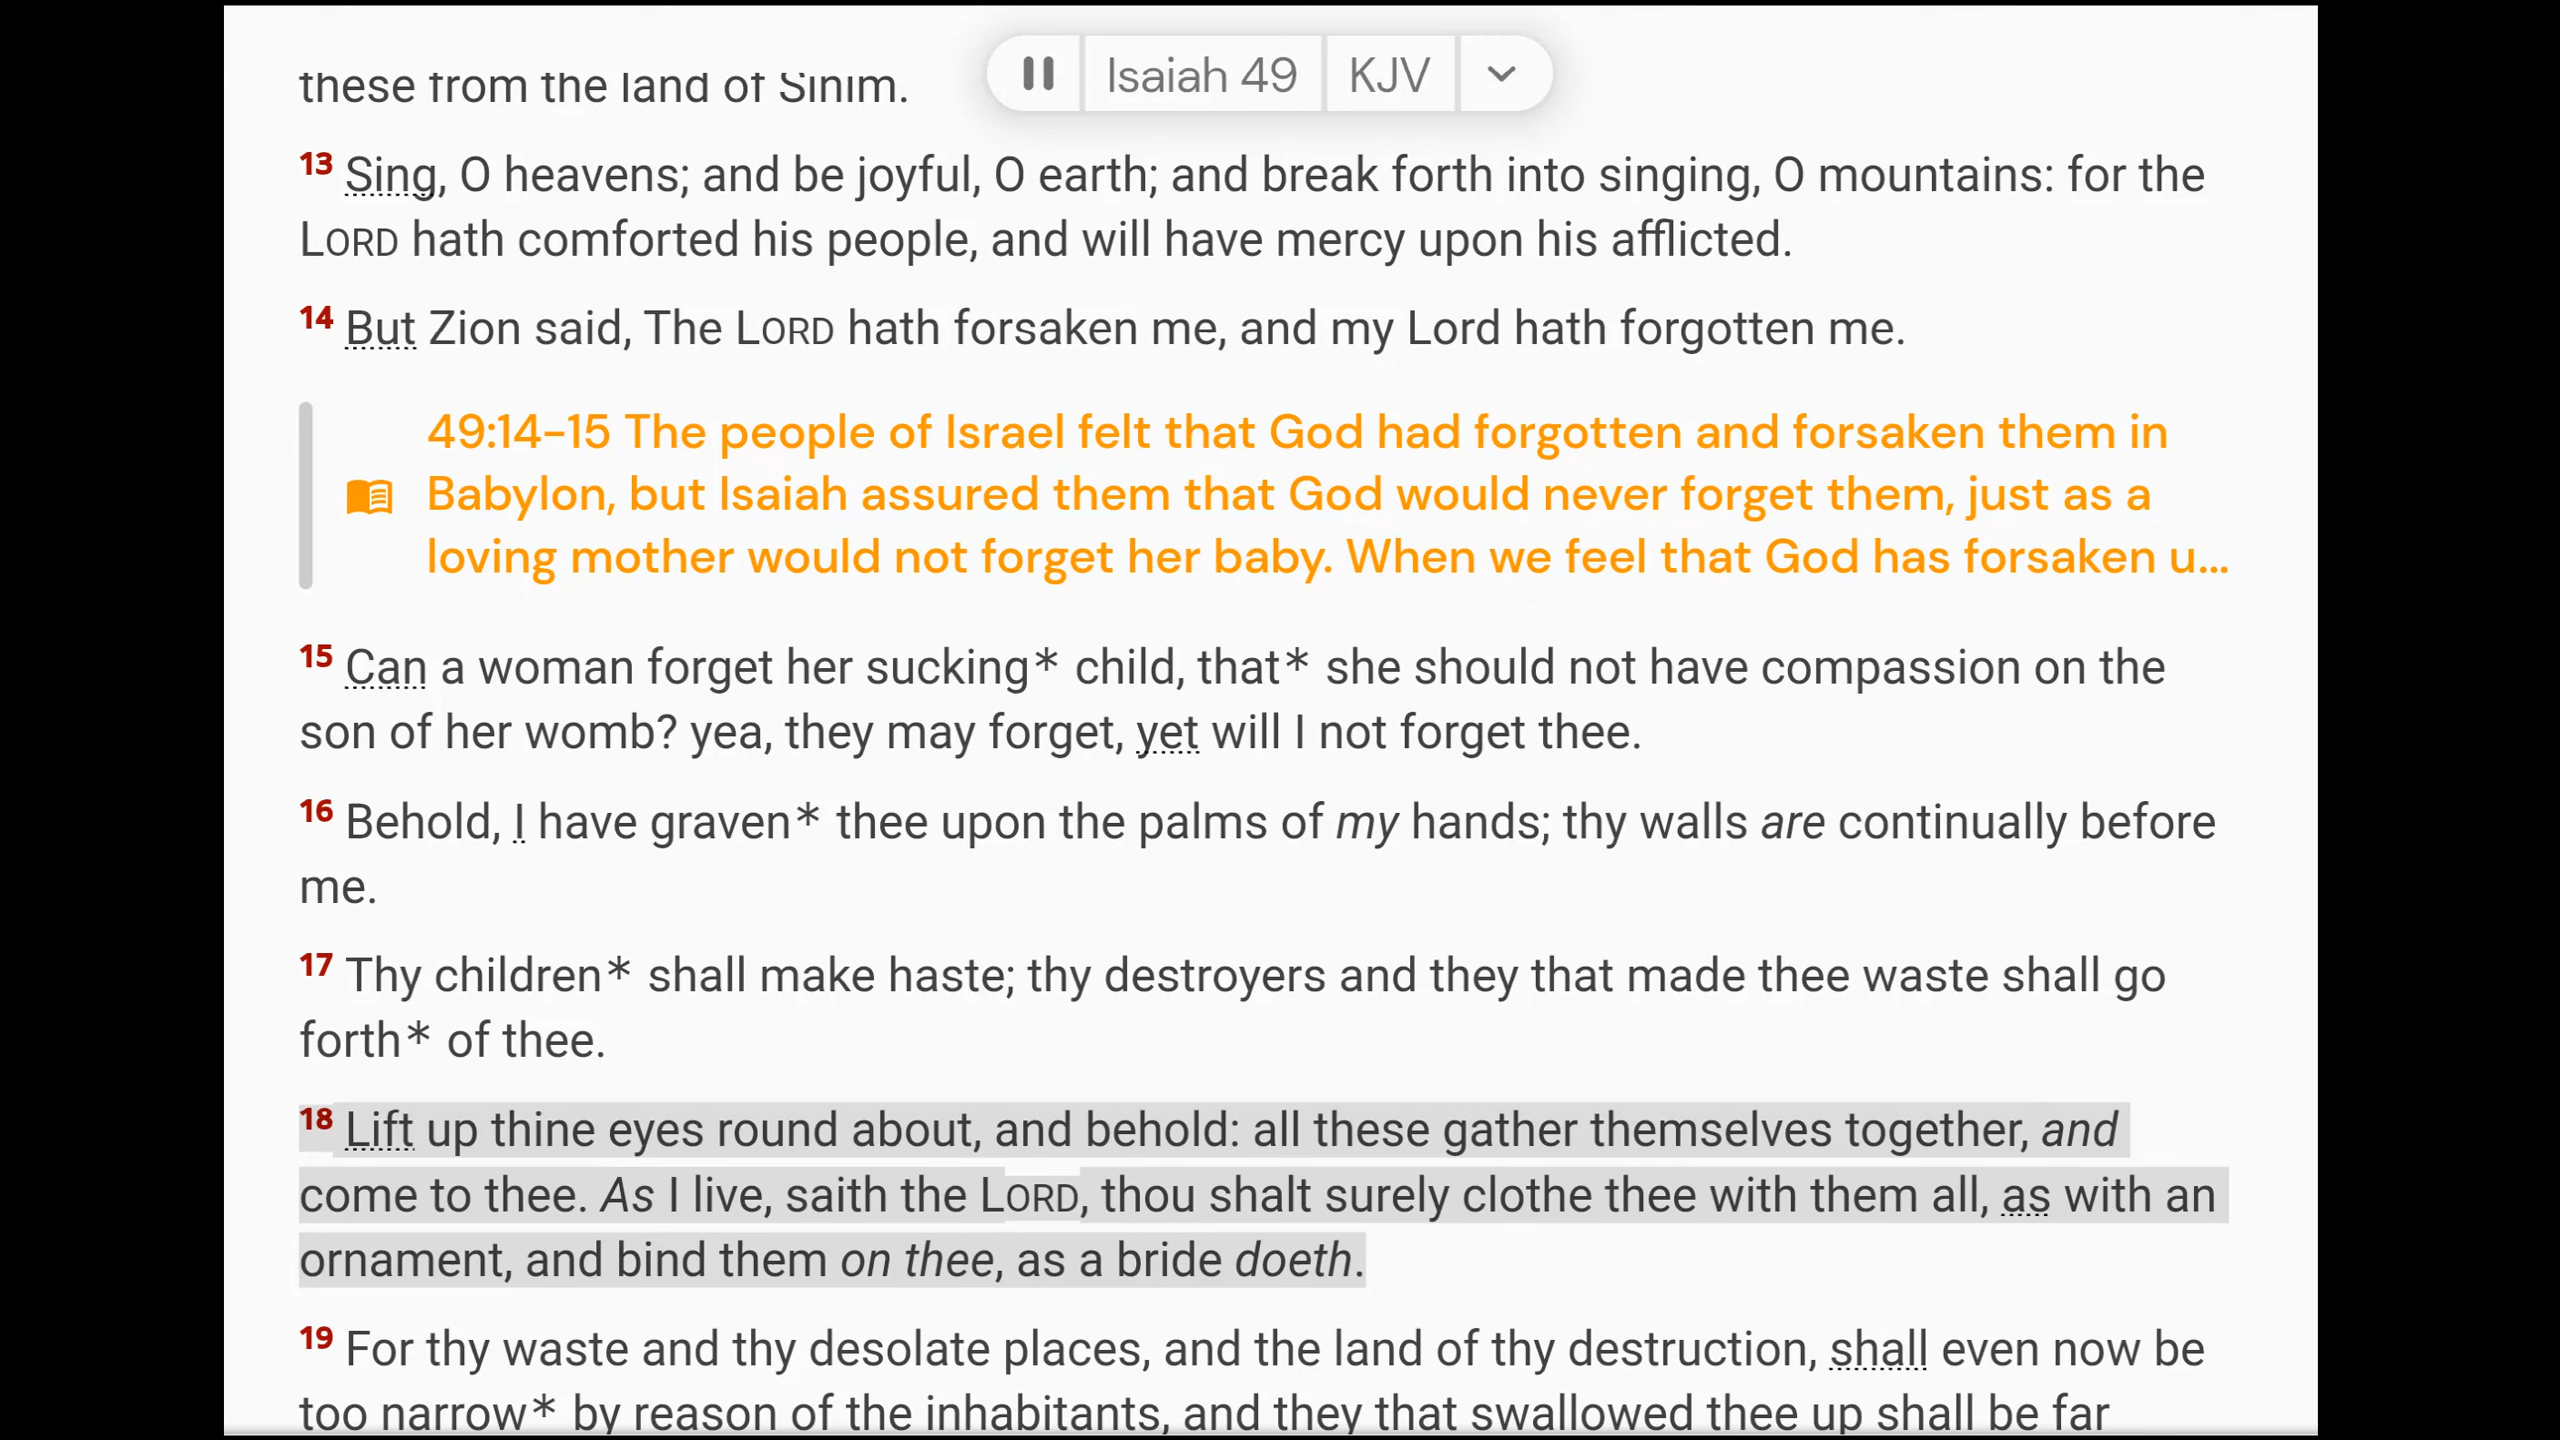 Isaiah 49 KJV
these from the land of Sinim.
13 Sing, O heavens; and be joyful, O earth; and break forth into singing, O mountains: for the
LORD hath comforted his people, and will have mercy upon his afflicted.
14 But Zion said, The LORD hath forsaken me, and my Lord hath forgotten me.
49:14–15 The people of Israel felt that God had forgotten and forsaken them in
Babylon, but Isaiah assured them that God would never forget them, just as a
loving mother would not forget her baby. When we feel that God has forsaken u...
15 Can a woman forget her sucking* child, that* she should not have compassion on the
son of her womb? yea, they may forget, yet will I not forget thee.
16 Behold, I have graven* thee upon the palms of my hands; thy walls are continually before
me.
17 Thy children* shall make haste; thy destroyers and they that made thee waste shall go
forth* of thee.
18 Lift up thine eyes round about, and behold: all these gather themselves together, and
come to thee. As I live, saith the LORD, thou shalt surely clothe thee with them all, as with an
ornament, and bind them on thee, as a bride doeth.
19 For thy waste and thy desolate places, and the land of thy destruction, shall even now be
too narrow* by reason of the inhabitants, and they that swallowed thee up shall be far